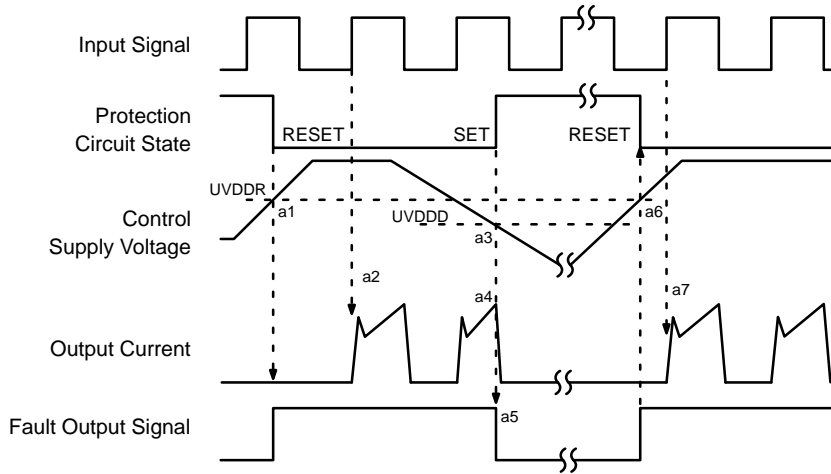 Input Signal
Protection
Circuit State
RESET
SET
RESET
UVDDR
a1
a6
Control
Supply Voltage
UVDDD
a3
a2
a4
a7
Output Current
Fault Output Signal
a5